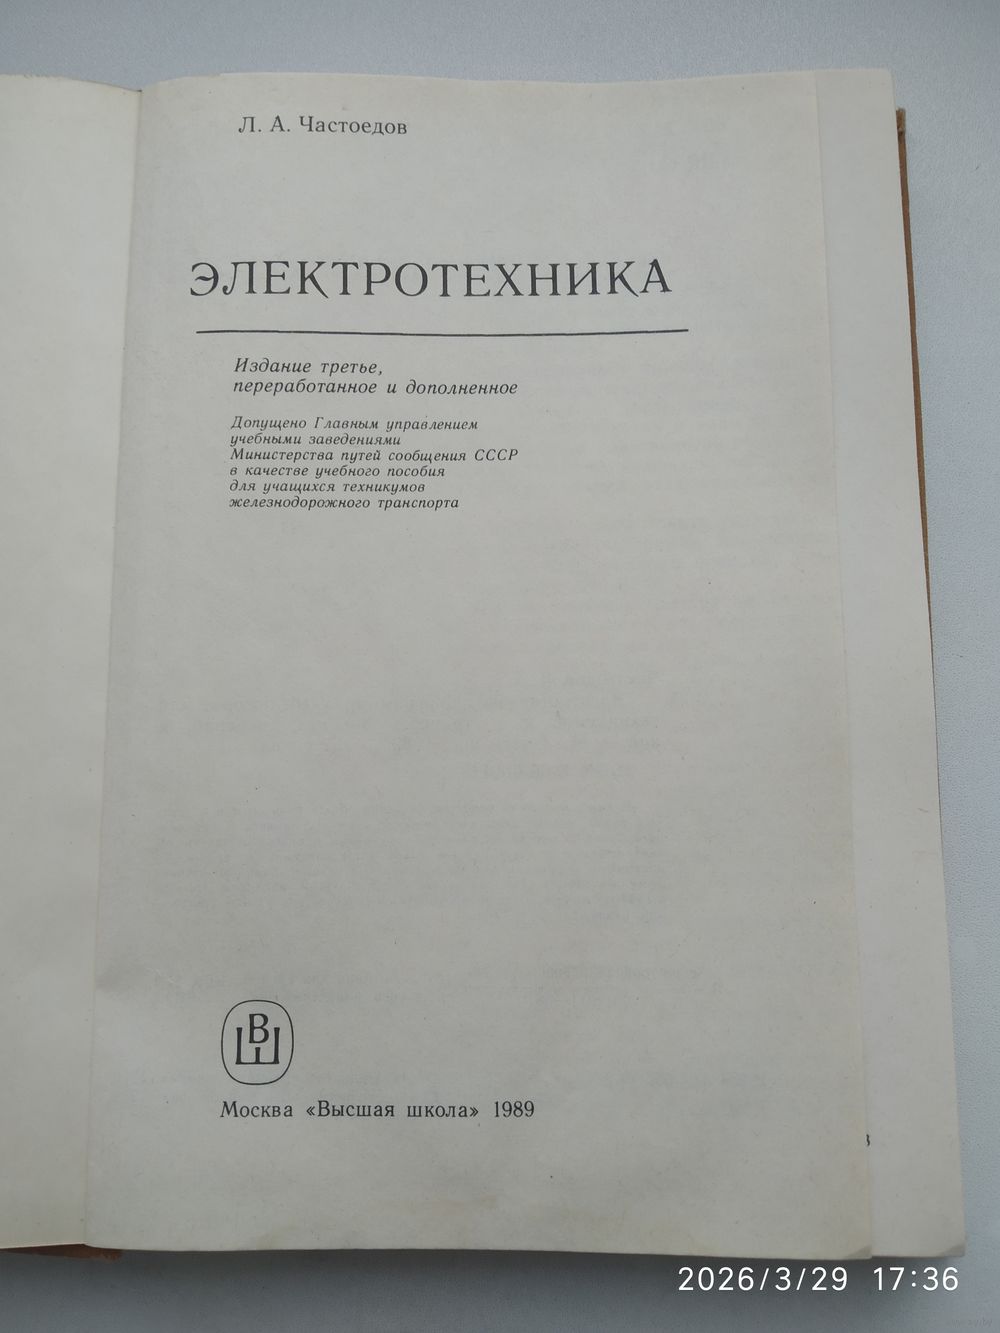 Л. А. Частоедов
ЭЛЕКТРОТЕХНИКА
Издание третье,
переработанное и дополненное
Допущено Главным управлением
учебными заведениями
Министерства путей сообщения СССР
в качестве учебного пособия
для учащихся техникумов
железнодорожного транспорта
ВШ
Москва «Высшая школа» 1989
2026/3/29 17:36